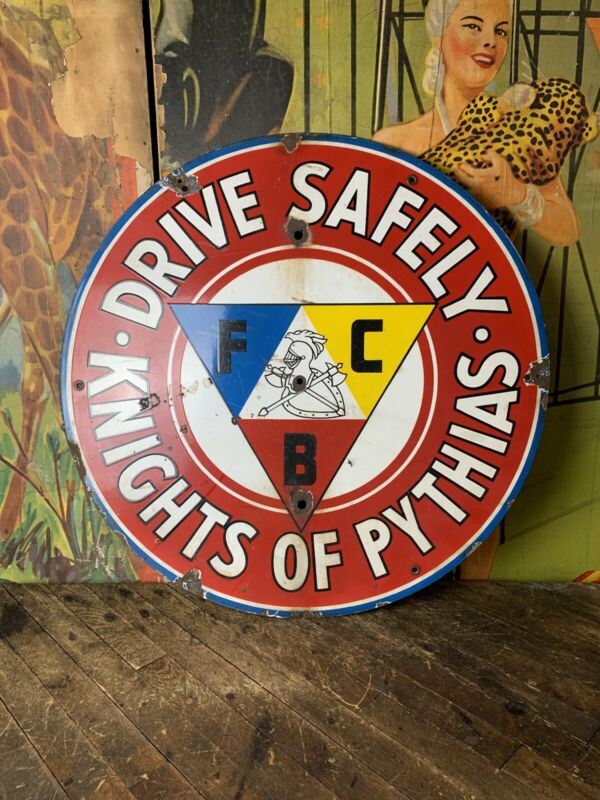 DRIVE SAFELY
F C
B
KNIGHTS OF PYTHIAS